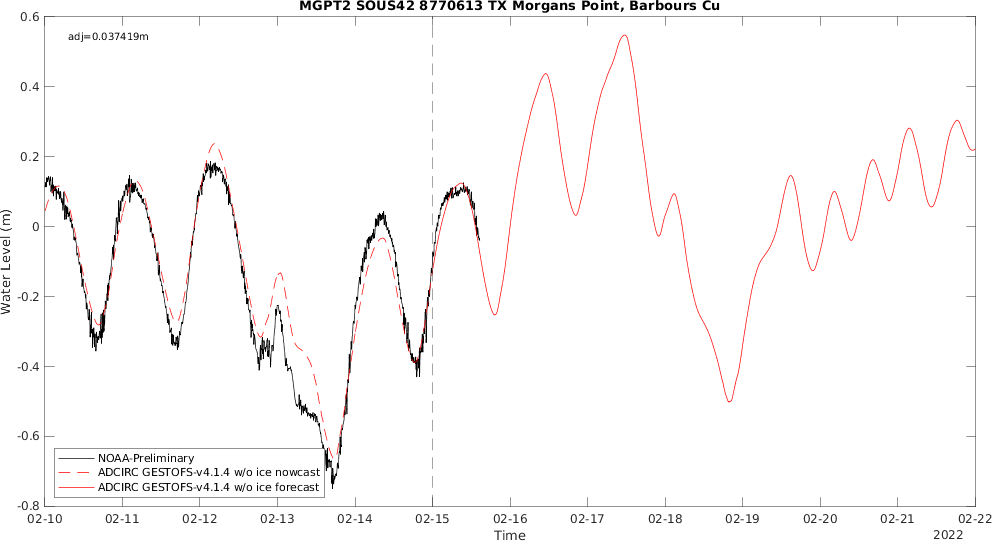 MGPT2 SOUS42 8770613 TX Morgans Point, Barbours Cu
adj=0.037419m
0.6
0.4
0.2
0
-0.2
-0.4
-0.6
-0.8
Water Level (m)
NOAA-Preliminary
ADCIRC GESTOFS-v4.1.4 w/o ice nowcast
ADCIRC GESTOFS-v4.1.4 w/o ice forecast
02-10 02-11 02-12 02-13 02-14 02-15 02-16 02-17 02-18 02-19 02-20 02-21 02-22
Time
2022